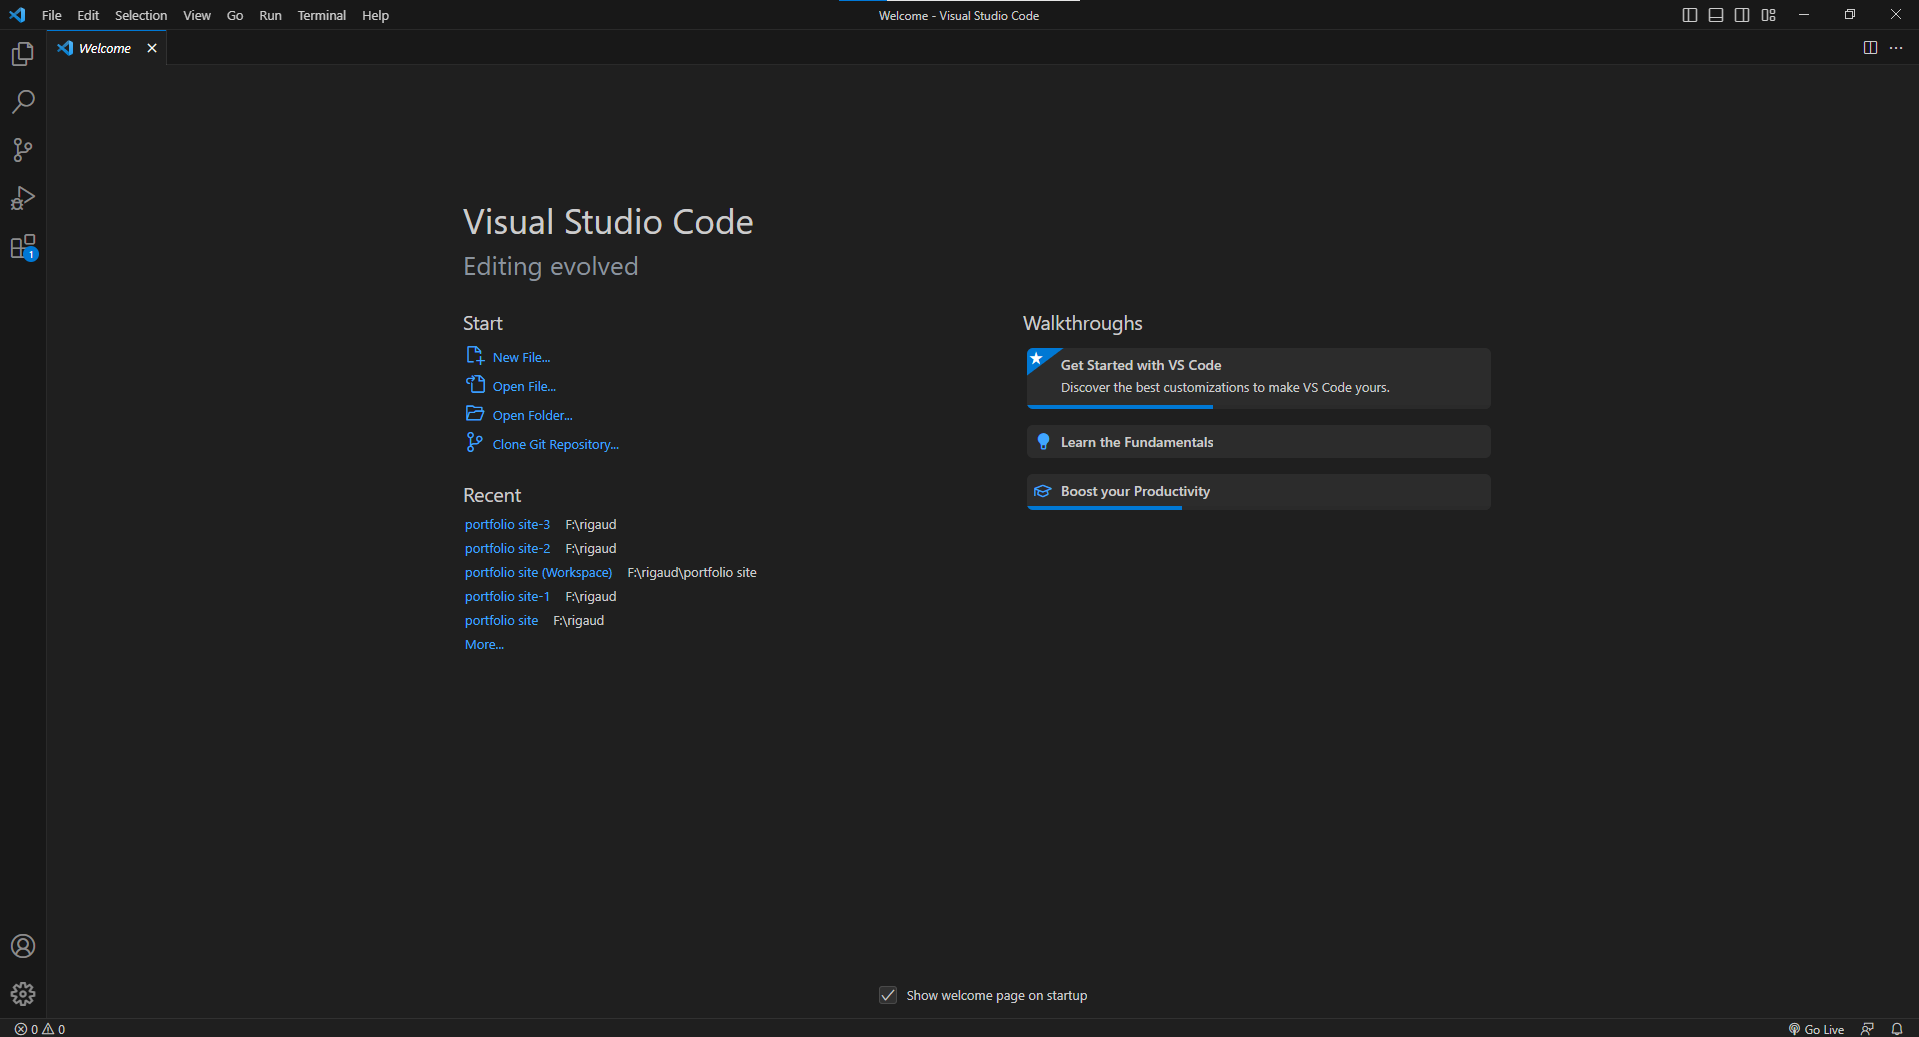 File Edit Selection View Go Run Terminal Help
Welcome - Visual Studio Code
Welcome
1
Visual Studio Code
Editing evolved
Start
New File...
Open File...
Open Folder...
Clone Git Repository...
Recent
portfolio site-3 F:\rigaud
portfolio site-2 F:\rigaud
portfolio site (Workspace) F:\rigaud\portfolio site
portfolio site-1 F:\rigaud
portfolio site F:\rigaud
More...
Walkthroughs
Get Started with VS Code
Discover the best customizations to make VS Code yours.
Learn the Fundamentals
Boost your Productivity
Show welcome page on startup
0 0
Go Live